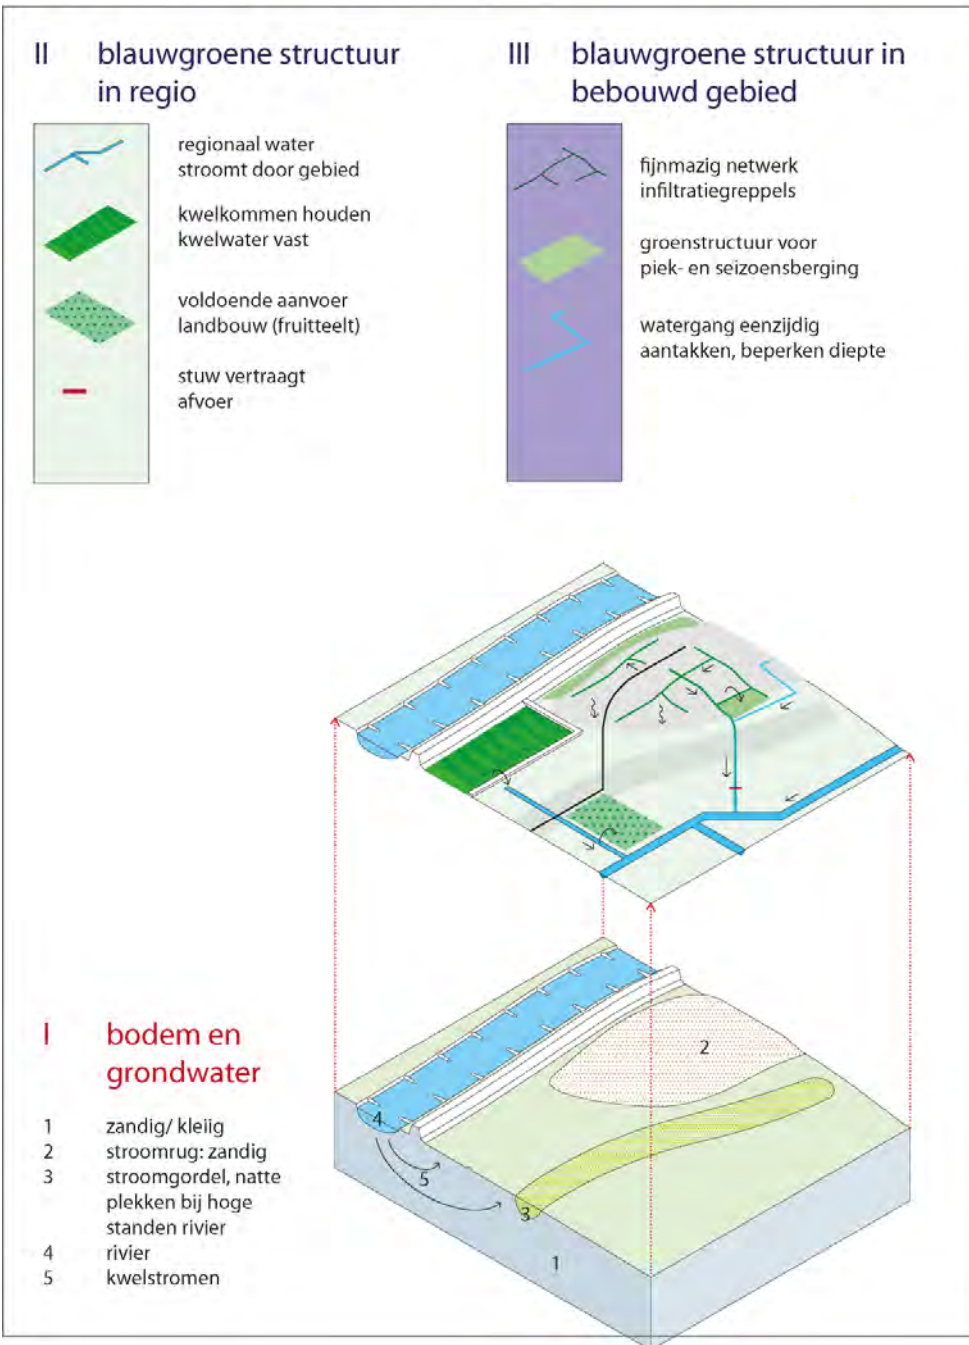 II blauwgroene structuur
in regio
regionaal water
stroomt door gebied
kwelkommen houden
kwelwater vast
voldoende aanvoer
landbouw (fruitteelt)
stuw vertraagt
afvoer
III blauwgroene structuur in
bebouwd gebied
fijnmazig netwerk
infiltratiegreppels
groenstructuur voor
piek- en seizoensberging
watergang eenzijdig
aantakken, beperken diepte
I bodem en
grondwater
1 zandig/ kleiig
2 stroomrug: zandig
3 stroomgordel, natte
plekken bij hoge
standen rivier
4 rivier
5 kwelstromen
2
4
5
3
1